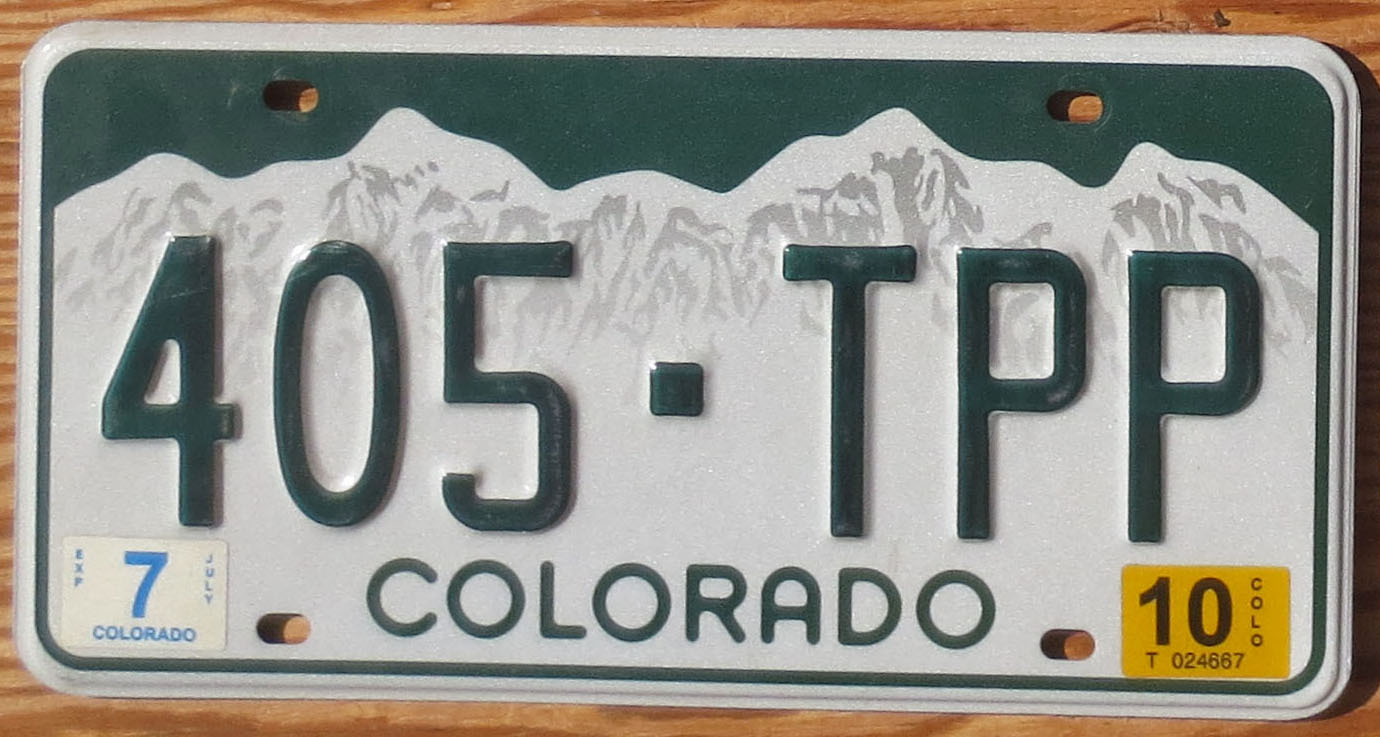 405·TPP
EXP 7 JULY
COLORADO
COLORADO
10 COLO
T 024667